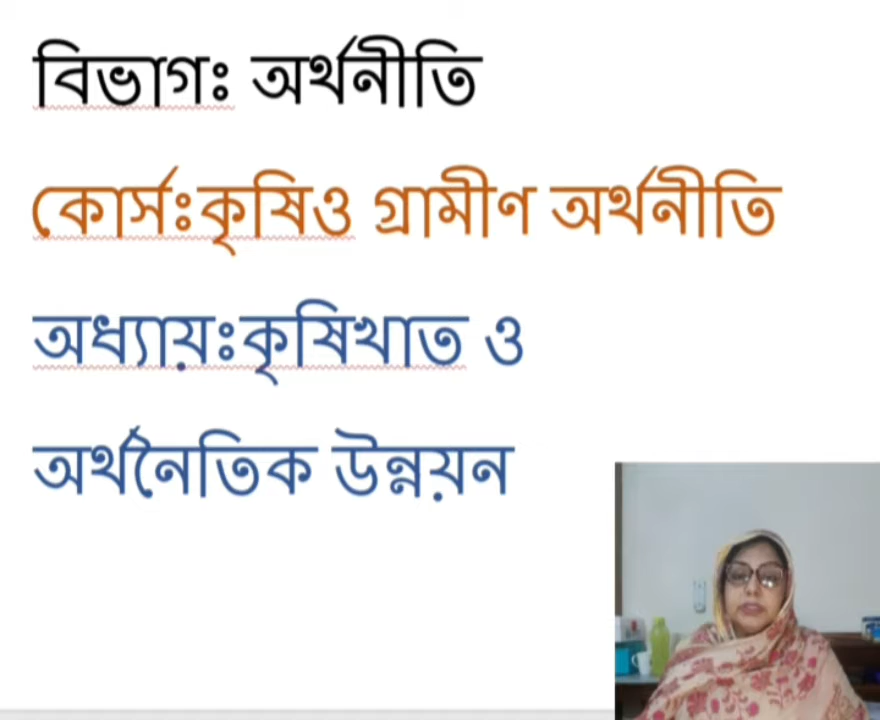 বিভাগঃ অর্থনীতি
কোর্সঃকৃষিও গ্রামীণ অর্থনীতি
অধ্যায়ঃকৃষিখাত ও
অর্থনৈতিক উন্নয়ন